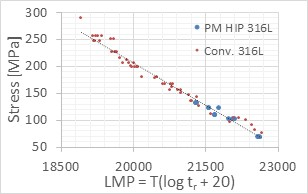 300
250
200
150
100
50
Stress [MPa]
PM HIP 316L
Conv. 316L
18500 20000 21500 23000
LMP = T(log tr + 20)